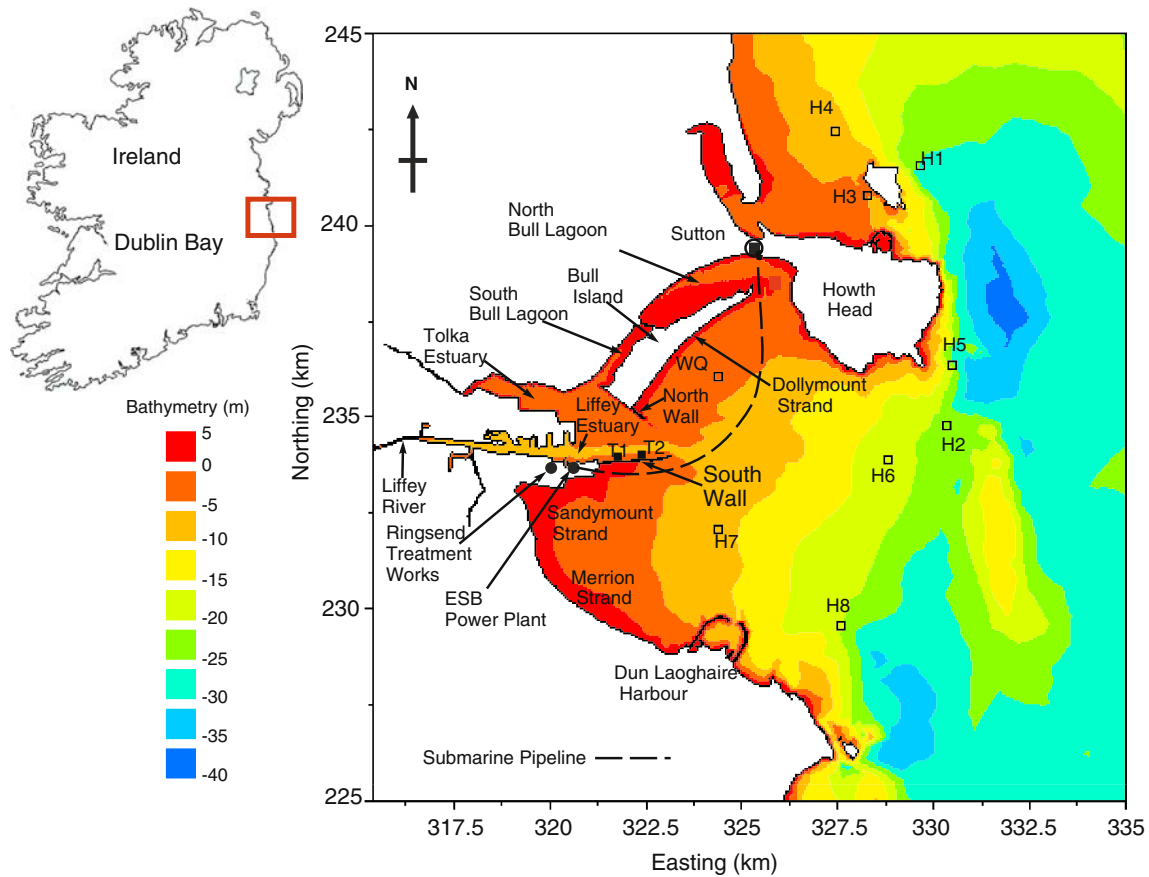 Ireland
Dublin Bay
Bathymetry (m)
5
0
-5
-10
-15
-20
-25
-30
-35
-40
Northing (km)
245
240
235
230
225
N
H4
H1
H3
North
Bull Lagoon
Sutton
Bull
Island
South
Bull Lagoon
Howth
Head
Tolka
Estuary
WQ
H5
Dollymount
Strand
North
Wall
Liffey
Estuary
H2
T1
T2
South
Wall
H6
Liffey
River
Sandymount
Strand
Ringsend
Treatment
Works
H7
Merrion
Strand
ESB
Power Plant
H8
Dun Laoghaire
Harbour
Submarine Pipeline
317.5
320
322.5
325
327.5
330
332.5
335
Easting (km)